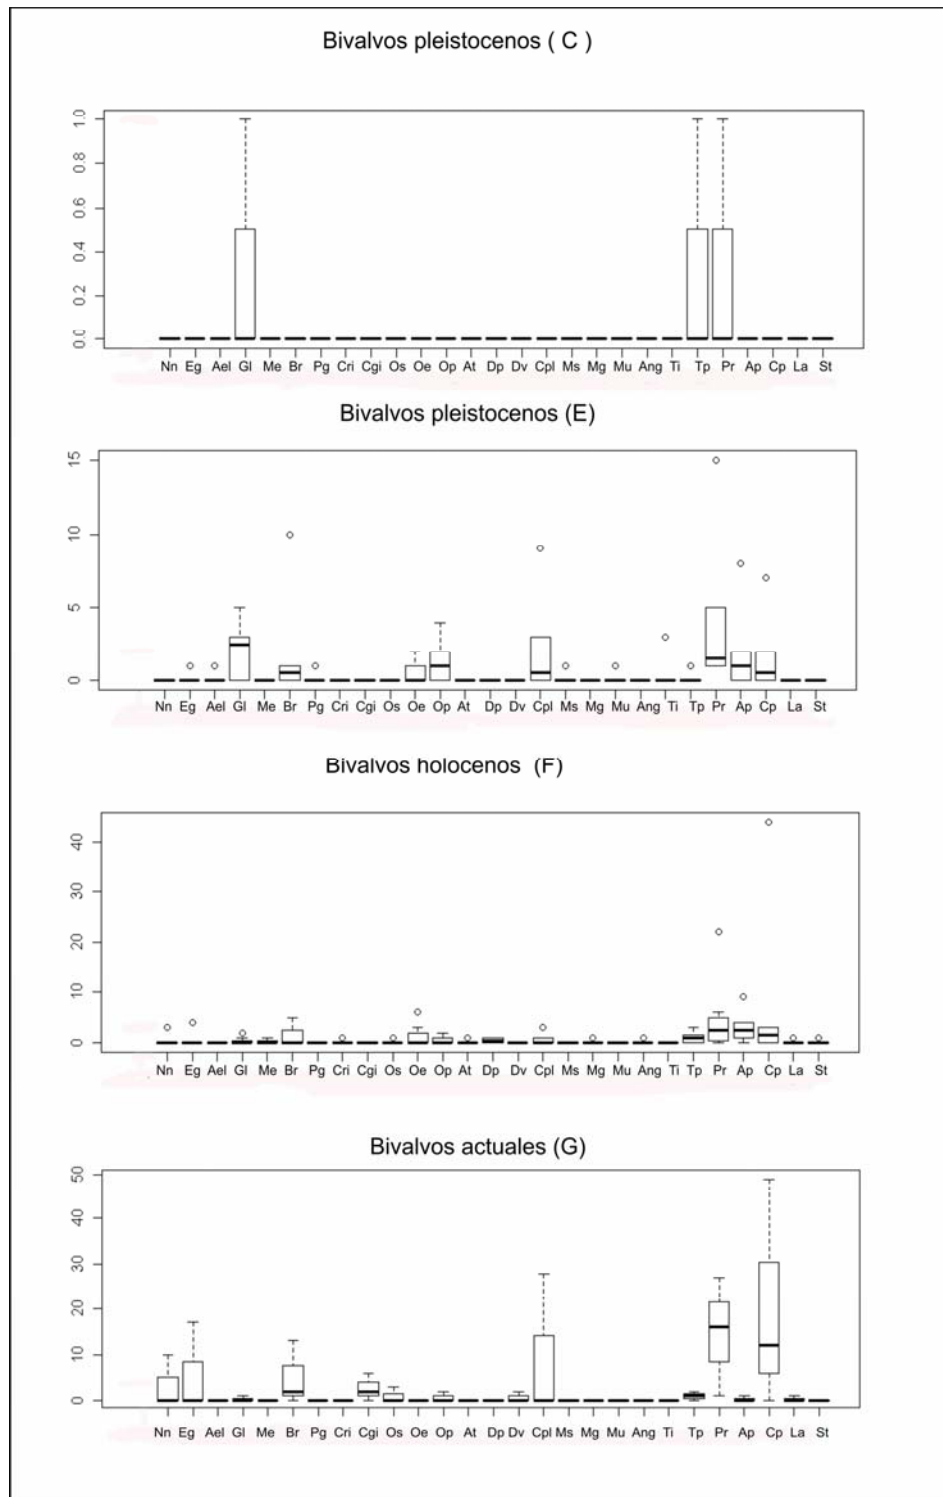 Bivalvos pleistocenos ( C )
1.0
0.8
0.6
0.4
0.2
0.0
Nn Eg Ael Gl Me Br Pg Cri Cgi Os Oe Op At Dp Dv Cpl Ms Mg Mu Ang Ti Tp Pr Ap Cp La St
Bivalvos pleistocenos (E)
15
10
5
0
Nn Eg Ael Gl Me Br Pg Cri Cgi Os Oe Op At Dp Dv Cpl Ms Mg Mu Ang Ti Tp Pr Ap Cp La St
Bivalvos holocenos (F)
40
30
20
10
0
Nn Eg Ael Gl Me Br Pg Cri Cgi Os Oe Op At Dp Dv Cpl Ms Mg Mu Ang Ti Tp Pr Ap Cp La St
Bivalvos actuales (G)
50
40
30
20
10
0
Nn Eg Ael Gl Me Br Pg Cri Cgi Os Oe Op At Dp Dv Cpl Ms Mg Mu Ang Ti Tp Pr Ap Cp La St